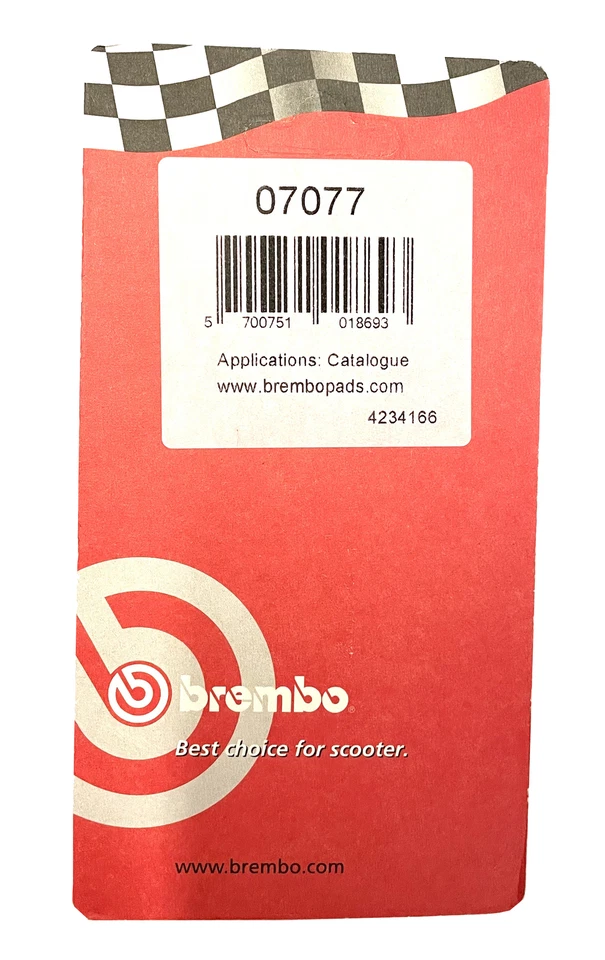 07077
5 700751 018693
Applications: Catalogue
www.brembopads.com
4234166
brembo®
Best choice for scooter.
www.brembo.com